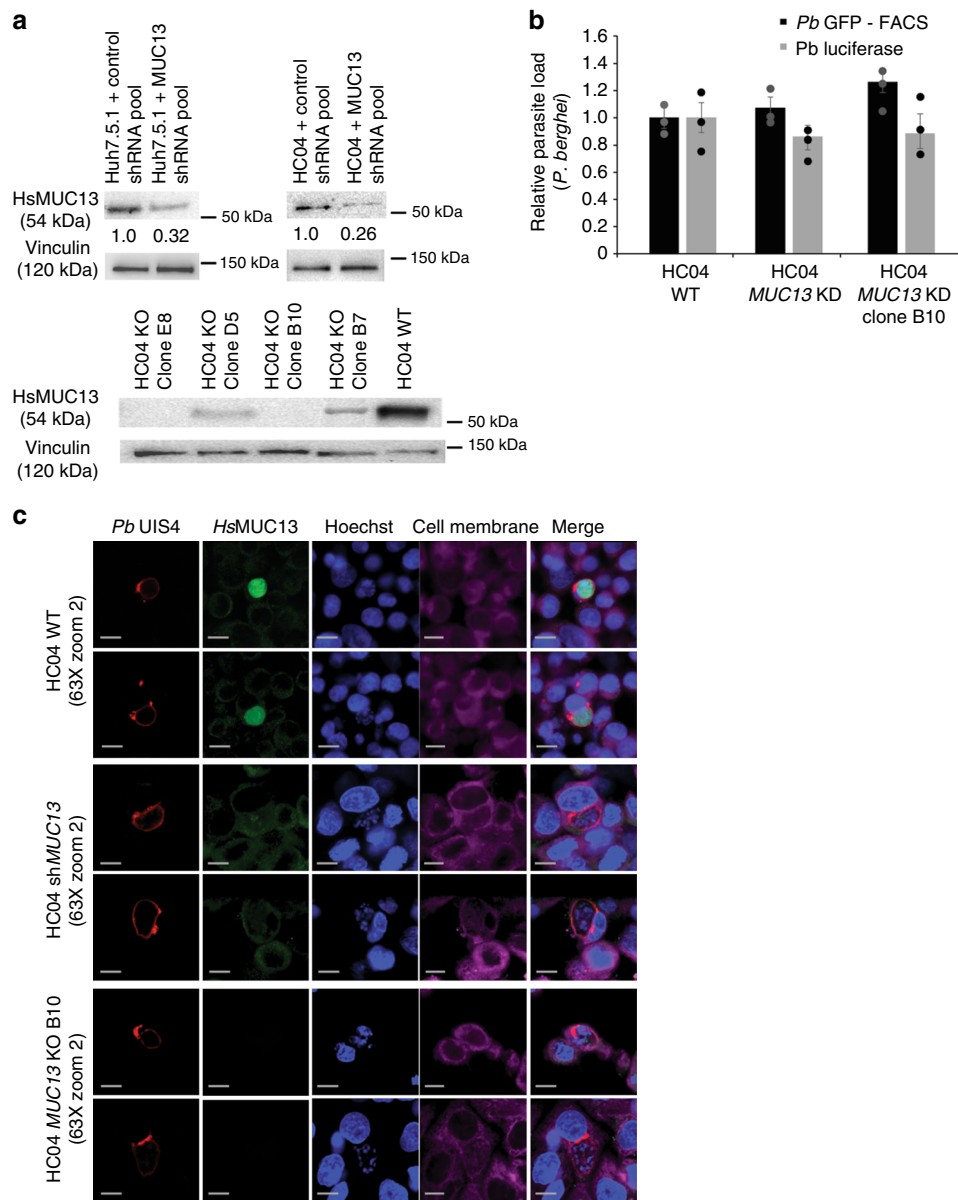 a
Huh7.5.1 + control
shRNA pool
Huh7.5.1 + MUC13
shRNA pool
HC04 + control
shRNA pool
HC04 + MUC13
shRNA pool
HsMUC13
(54 kDa)
50 kDa
50 kDa
1.0 0.32
1.0 0.26
Vinculin
(120 kDa)
150 kDa
150 kDa
HC04 KO
Clone E8
HC04 KO
Clone D5
HC04 KO
Clone B10
HC04 KO
Clone B7
HC04 WT
HsMUC13
(54 kDa)
50 kDa
Vinculin
(120 kDa)
150 kDa
b
Pb GFP - FACS
Pb luciferase
Relative parasite load
(P. berghei)
1.6
1.4
1.2
1.0
0.8
0.6
0.4
0.2
0
HC04
WT
HC04
MUC13 KD
HC04
MUC13 KD
clone B10
c
Pb UIS4 HsMUC13 Hoechst Cell membrane Merge
HC04 WT
(63X zoom 2)
HC04 shMUC13
(63X zoom 2)
HC04 MUC13 KO B10
(63X zoom 2)